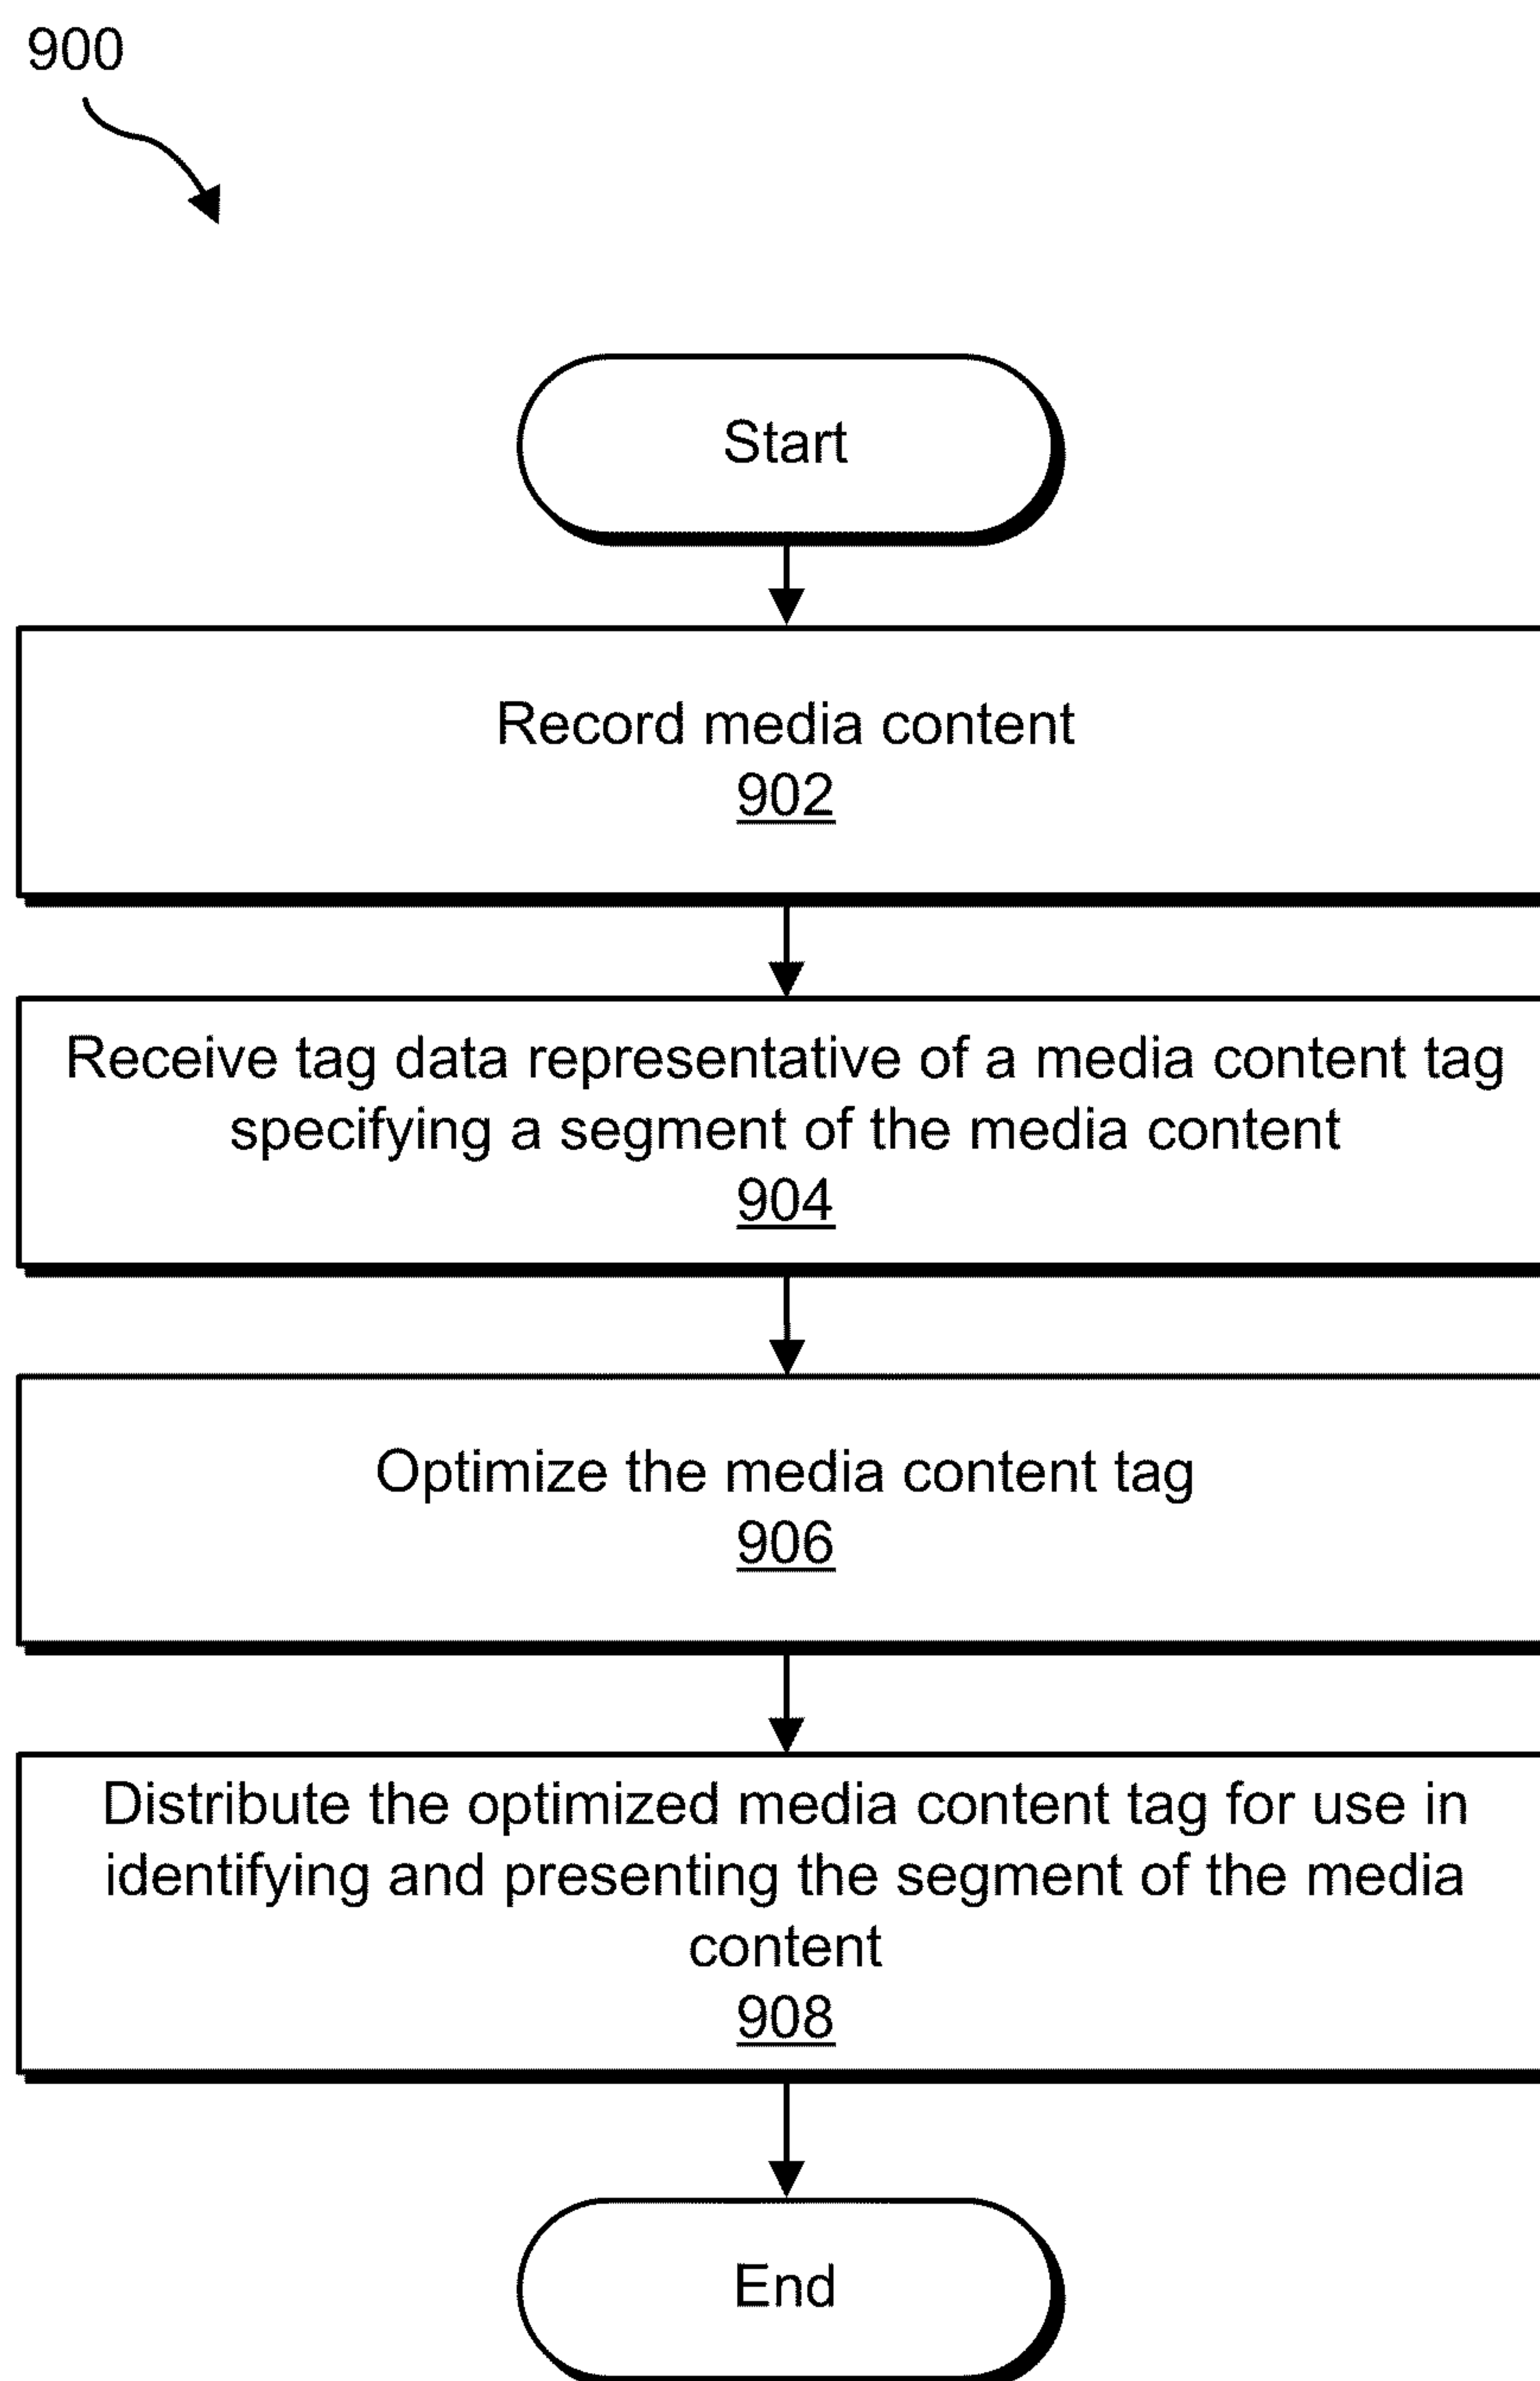 900
Start
Record media content
902
Receive tag data representative of a media content tag
specifying a segment of the media content
904
Optimize the media content tag
906
Distribute the optimized media content tag for use in
identifying and presenting the segment of the media
content
908
End